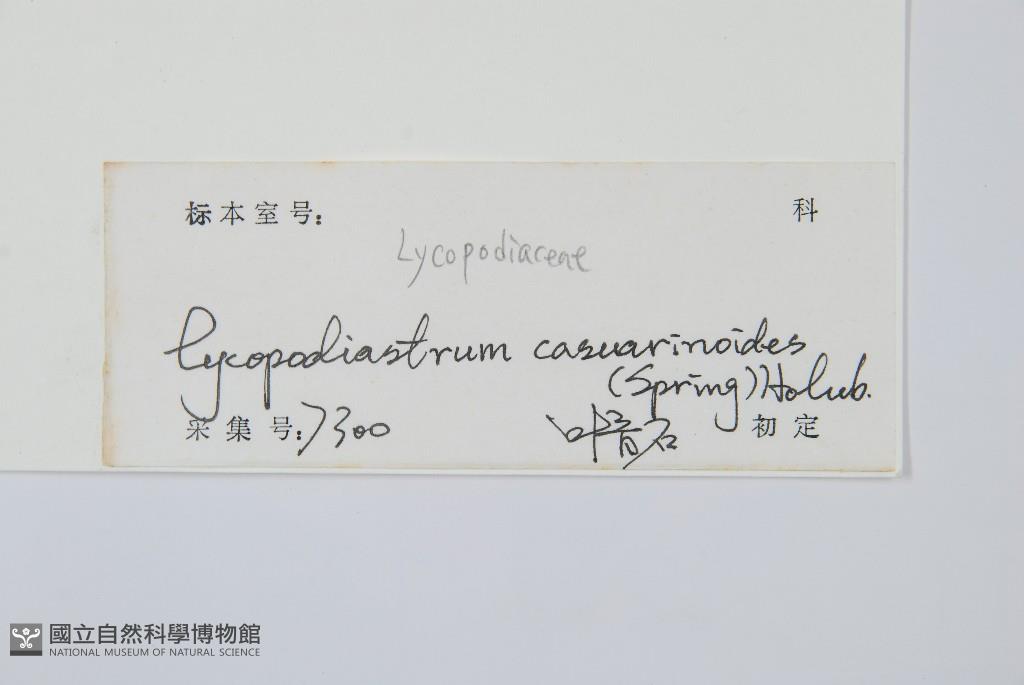 标本室号: 科
Lycopodiaceae
Lycopodiastrum casuarinoides
(Spring) Holub.
采集号: 7300 初定
國立自然科學博物館
NATIONAL MUSEUM OF NATURAL SCIENCE